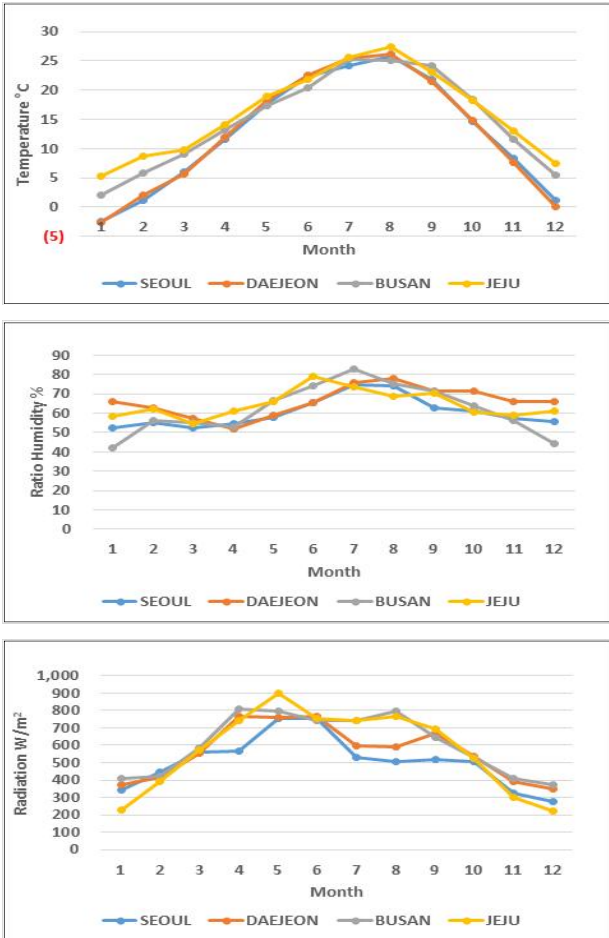 Temperature °C
30
25
20
15
10
5
0
(5)
1 2 3 4 5 6 7 8 9 10 11 12
Month
SEOUL DAEJEON BUSAN JEJU
Ratio Humidity %
90
80
70
60
50
40
30
20
10
0
1 2 3 4 5 6 7 8 9 10 11 12
Month
SEOUL DAEJEON BUSAN JEJU
Radiation W/m²
1,000
900
800
700
600
500
400
300
200
100
0
1 2 3 4 5 6 7 8 9 10 11 12
Month
SEOUL DAEJEON BUSAN JEJU